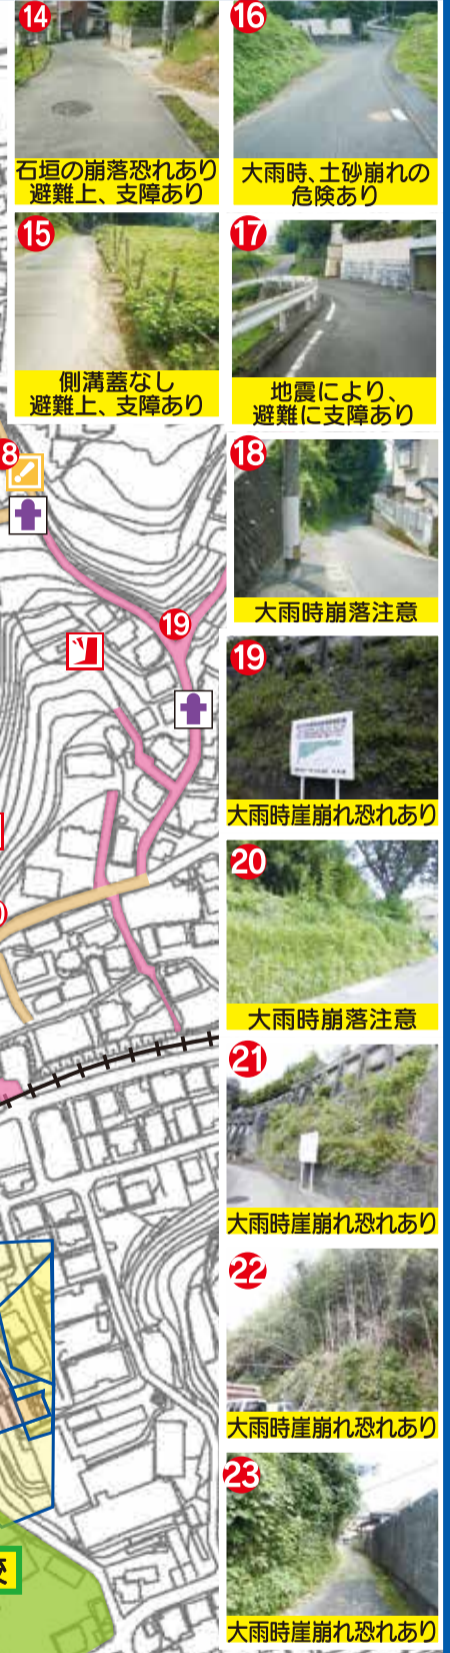 14
石垣の崩落恐れあり
避難上、支障あり
15
側溝蓋なし
避難上、支障あり
16
大雨時、土砂崩れの
危険あり
17
地震により、
避難に支障あり
18
大雨時崩落注意
19
大雨時崖崩れ恐れあり
20
大雨時崩落注意
21
大雨時崖崩れ恐れあり
22
大雨時崖崩れ恐れあり
23
大雨時崖崩れ恐れあり
8
19